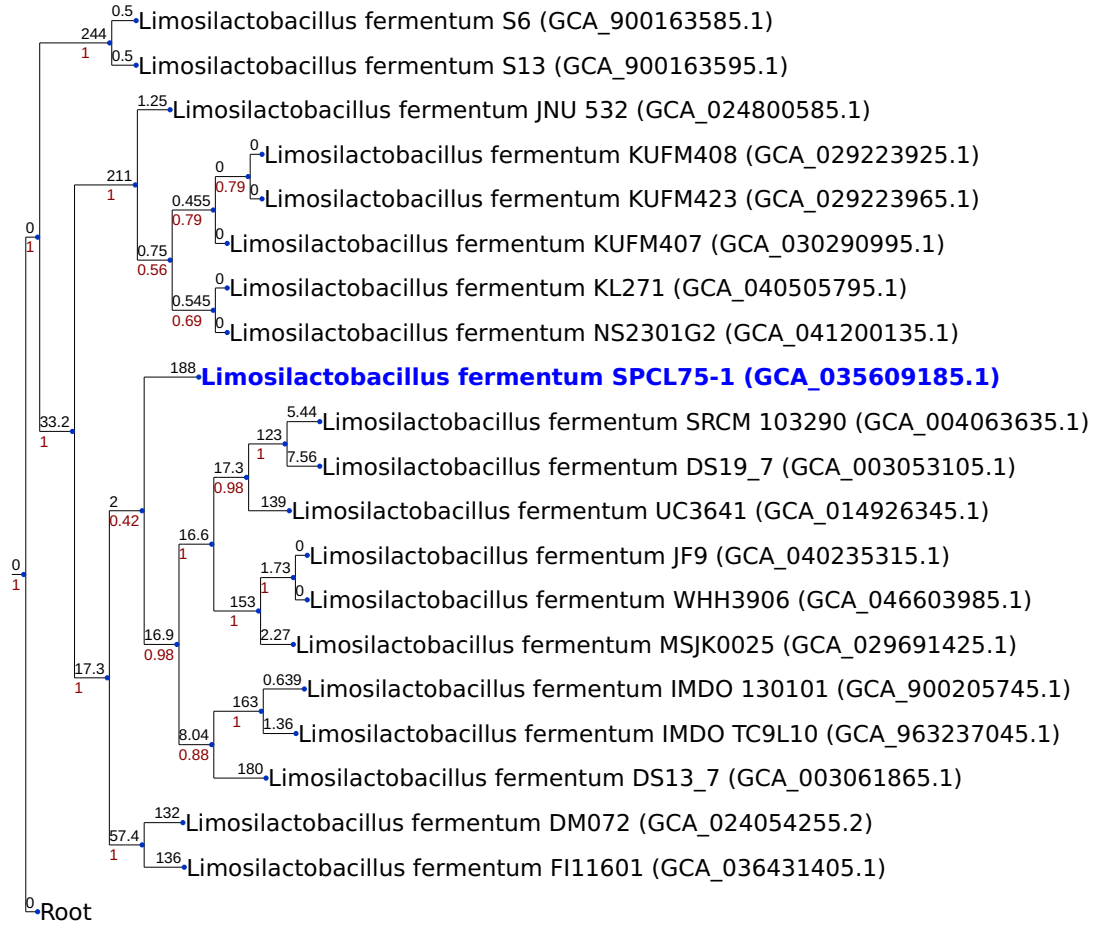 0.5 Limosilactobacillus fermentum S6 (GCA_900163585.1)
244
1
0.5 Limosilactobacillus fermentum S13 (GCA_900163595.1)
1.25 Limosilactobacillus fermentum JNU 532 (GCA_024800585.1)
0 Limosilactobacillus fermentum KUFM408 (GCA_029223925.1)
0
0.79
211
1
0 Limosilactobacillus fermentum KUFM423 (GCA_029223965.1)
0.455
0.79
0
1
0 Limosilactobacillus fermentum KUFM407 (GCA_030290995.1)
0.75
0.56
0 Limosilactobacillus fermentum KL271 (GCA_040505795.1)
0.545
0.69
0 Limosilactobacillus fermentum NS2301G2 (GCA_041200135.1)
188 Limosilactobacillus fermentum SPCL75-1 (GCA_035609185.1)
5.44 Limosilactobacillus fermentum SRCM 103290 (GCA_004063635.1)
33.2
1
123
1
7.56 Limosilactobacillus fermentum DS19_7 (GCA_003053105.1)
17.3
0.98
139 Limosilactobacillus fermentum UC3641 (GCA_014926345.1)
2
0.42
16.6
1
0 Limosilactobacillus fermentum JF9 (GCA_040235315.1)
0
1
1.73
1
0 Limosilactobacillus fermentum WHH3906 (GCA_046603985.1)
153
1
2.27 Limosilactobacillus fermentum MSJK0025 (GCA_029691425.1)
16.9
0.98
17.3
1
0.639 Limosilactobacillus fermentum IMDO 130101 (GCA_900205745.1)
163
1
1.36 Limosilactobacillus fermentum IMDO TC9L10 (GCA_963237045.1)
8.04
0.88
180 Limosilactobacillus fermentum DS13_7 (GCA_003061865.1)
132 Limosilactobacillus fermentum DM072 (GCA_024054255.2)
57.4
1
136 Limosilactobacillus fermentum FI11601 (GCA_036431405.1)
0 Root